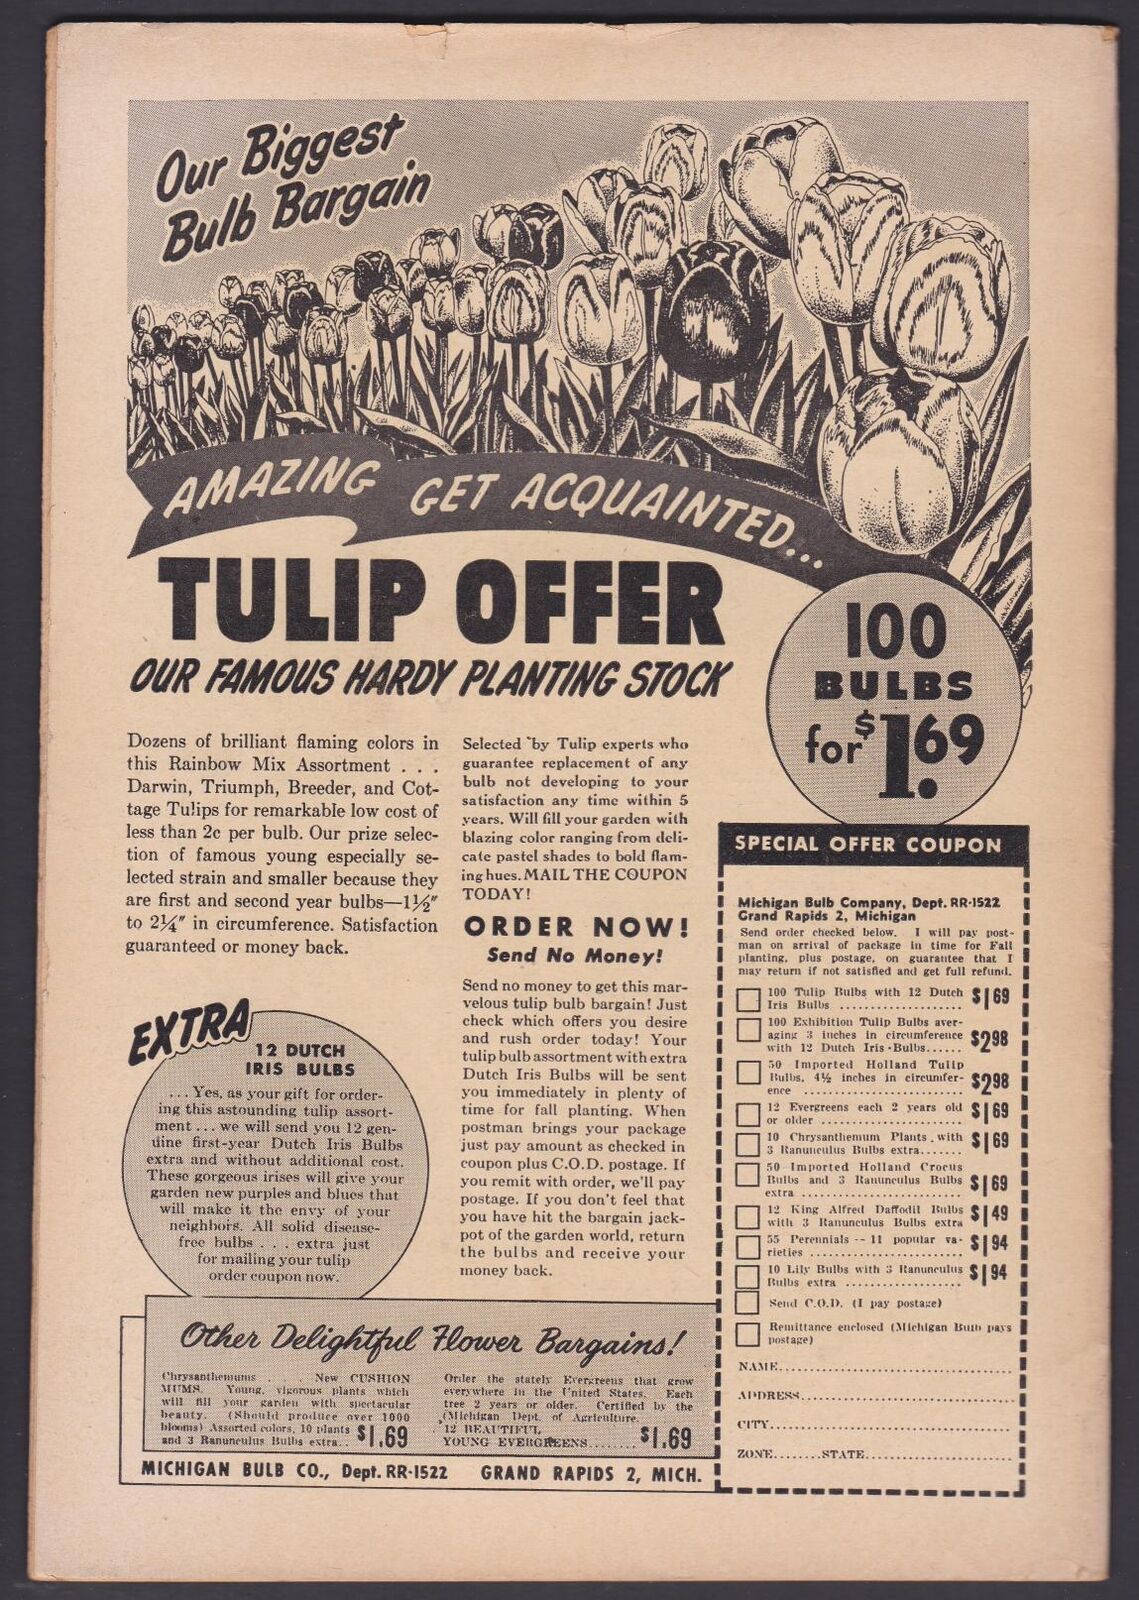 Our Biggest
Bulb Bargain
AMAZING GET ACQUAINTED...
TULIP OFFER
OUR FAMOUS HARDY PLANTING STOCK
100
BULBS
for $1.69
Dozens of brilliant flaming colors in
this Rainbow Mix Assortment . . .
Darwin, Triumph, Breeder, and Cot-
tage Tulips for remarkable low cost of
less than 2c per bulb. Our prize selec-
tion of famous young especially se-
lected strain and smaller because they
are first and second year bulbs—1½"
to 2¼" in circumference. Satisfaction
guaranteed or money back.
Selected by Tulip experts who
guarantee replacement of any
bulb not developing to your
satisfaction any time within 5
years. Will fill your garden with
blazing color ranging from deli-
cate pastel shades to bold flam-
ing hues. MAIL THE COUPON
TODAY!
ORDER NOW!
Send No Money!
Send no money to get this mar-
velous tulip bulb bargain! Just
check which offers you desire
and rush order today! Your
tulip bulb assortment with extra
Dutch Iris Bulbs will be sent
you immediately in plenty of
time for fall planting. When
postman brings your package
just pay amount as checked in
coupon plus C.O.D. postage. If
you remit with order, we'll pay
postage. If you don't feel that
you have hit the bargain jack-
pot of the garden world, return
the bulbs and receive your
money back.
EXTRA
12 DUTCH
IRIS BULBS
. . . Yes, as your gift for order-
ing this astounding tulip assort-
ment . . . we will send you 12 gen-
uine first-year Dutch Iris Bulbs
extra and without additional cost.
These gorgeous irises will give your
garden new purples and blues that
will make it the envy of your
neighbors. All solid disease-
free bulbs . . . extra just
for mailing your tulip
order coupon now.
Other Delightful Flower Bargains!
Chrysanthemums . . . . New CUSHION
MUMS. Young, vigorous plants which
will fill your garden with spectacular
beauty. (Should produce over 1000
blooms) Assorted colors, 10 plants
and 3 Ranunculus Bulbs extra.. $1.69
Order the stately Evergreens that grow
everywhere in the United States. Each
tree 2 years or older. Certified by the
(Michigan Dept. of Agriculture.
12 BEAUTIFUL
YOUNG EVERGREENS........ $1.69
MICHIGAN BULB CO., Dept. RR-1522 GRAND RAPIDS 2, MICH.
SPECIAL OFFER COUPON
Michigan Bulb Company, Dept. RR-1522
Grand Rapids 2, Michigan
Send order checked below. I will pay post-
man on arrival of package in time for Fall
planting, plus postage, on guarantee that I
may return if not satisfied and get full refund.
100 Tulip Bulbs with 12 Dutch
Iris Bulbs .................... $1.69
100 Exhibition Tulip Bulbs aver-
aging 3 inches in circumference
with 12 Dutch Iris Bulbs...... $2.98
50 Imported Holland Tulip
Bulbs, 4½ inches in circumfer-
ence .......................... $2.98
12 Evergreens each 2 years old
or older ....................... $1.69
10 Chrysanthemum Plants with
3 Ranunculus Bulbs extra....... $1.69
50 Imported Holland Crocus
Bulbs and 3 Ranunculus Bulbs
extra .......................... $1.69
12 King Alfred Daffodil Bulbs
with 3 Ranunculus Bulbs extra $1.49
55 Perennials -- 11 popular va-
rieties ......................... $1.94
10 Lily Bulbs with 3 Ranunculus
Bulbs extra ................... $1.94
Send C.O.D. (I pay postage)
Remittance enclosed (Michigan Bulb pays
postage)
NAME........................................
ADDRESS.....................................
CITY........................................
ZONE........STATE...........................